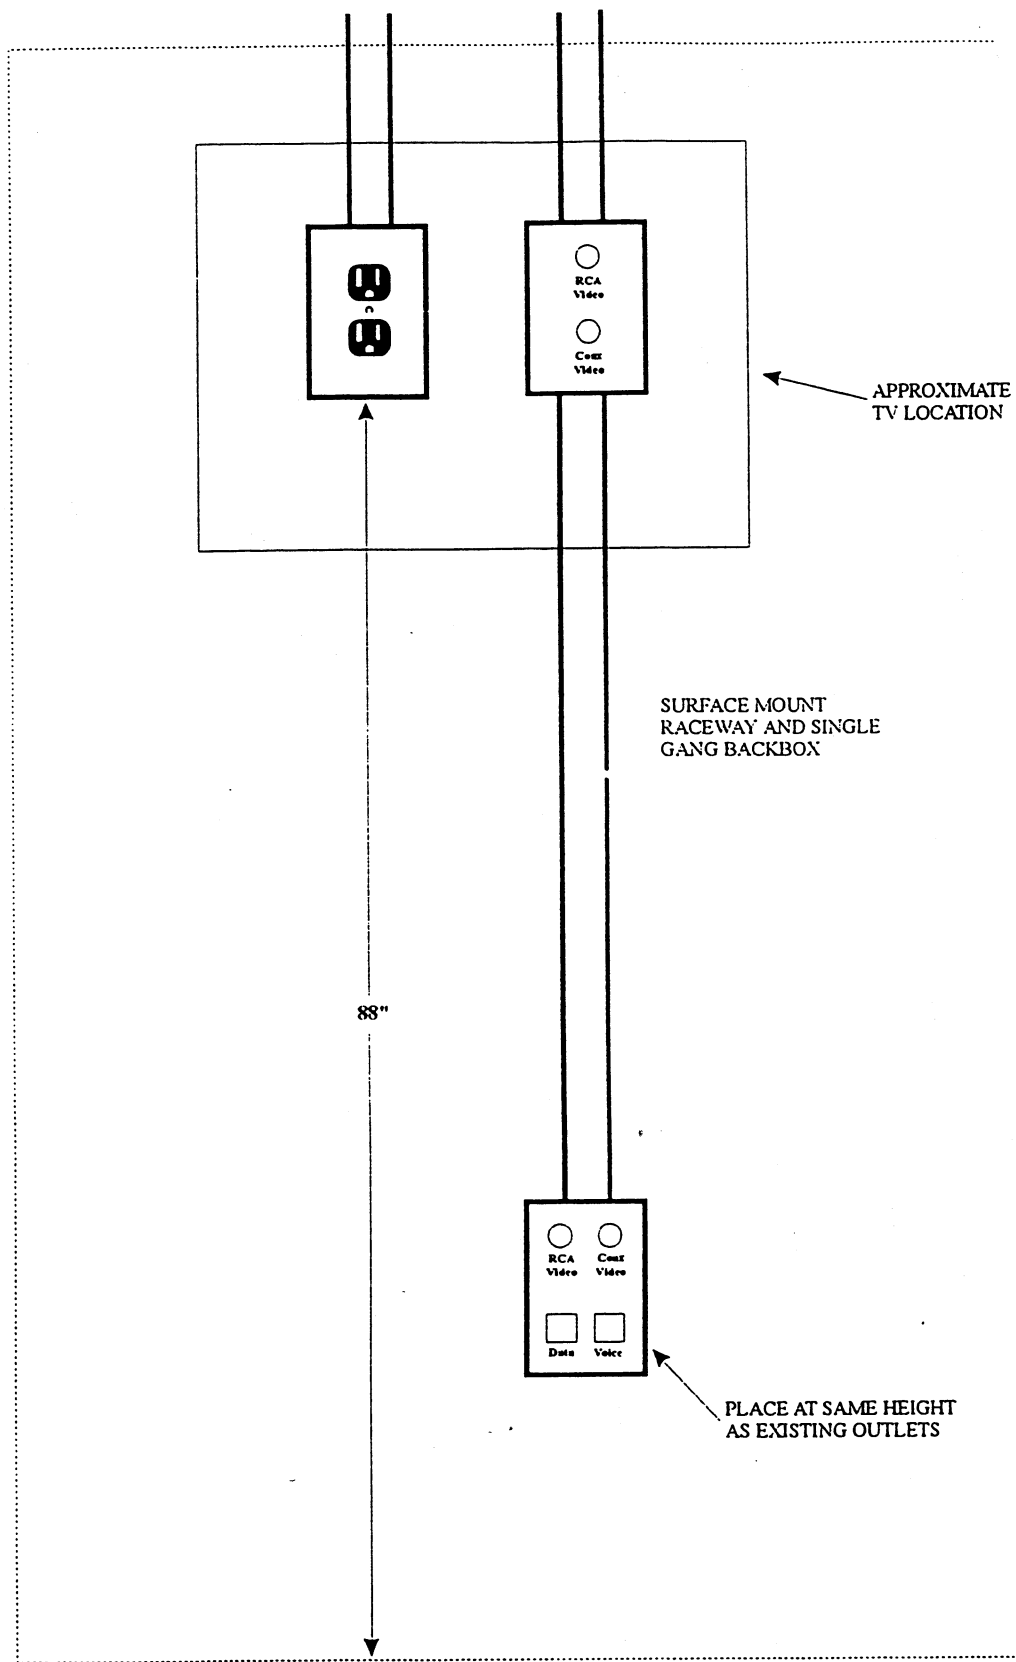 RCA
Video
Coax
Video
APPROXIMATE
TV LOCATION
SURFACE MOUNT
RACEWAY AND SINGLE
GANG BACKBOX
88"
RCA
Video
Coax
Video
Data
Voice
PLACE AT SAME HEIGHT
AS EXISTING OUTLETS